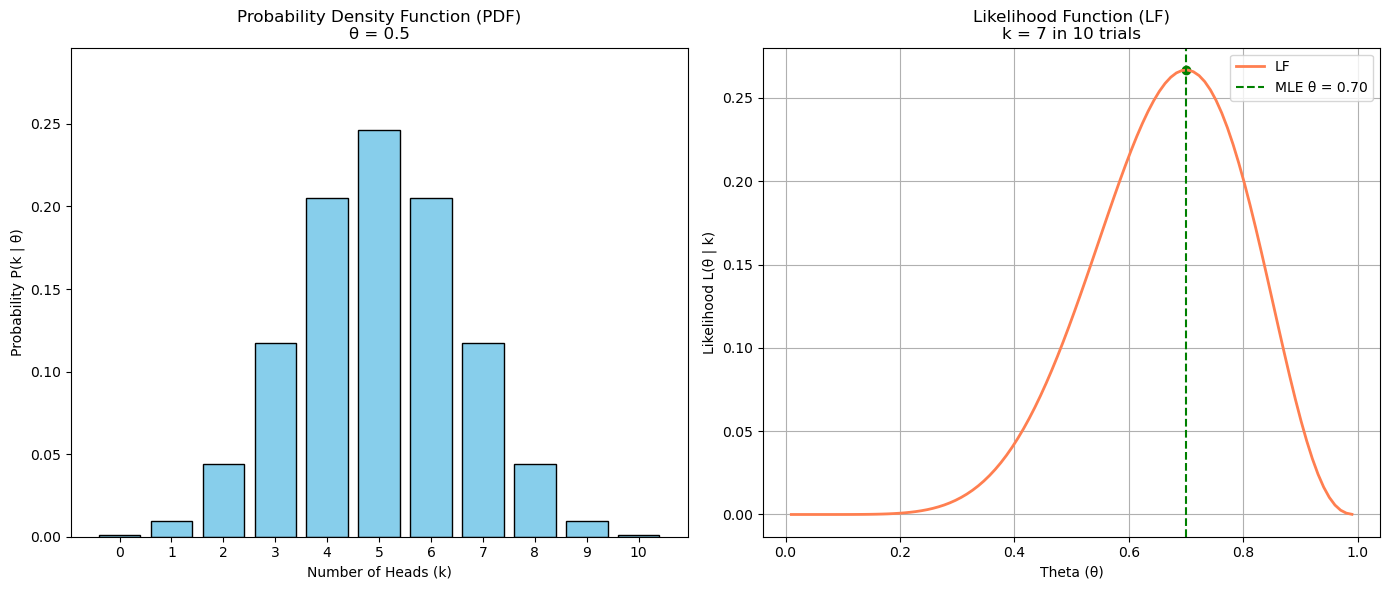 Probability Density Function (PDF)
θ = 0.5
Probability P(k | θ)
0.25
0.20
0.15
0.10
0.05
0.00
0 1 2 3 4 5 6 7 8 9 10
Number of Heads (k)
Likelihood Function (LF)
k = 7 in 10 trials
LF
MLE θ = 0.70
Likelihood L(θ | k)
0.25
0.20
0.15
0.10
0.05
0.00
0.0 0.2 0.4 0.6 0.8 1.0
Theta (θ)